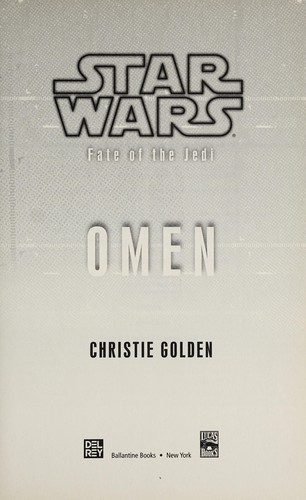 STAR
WARS®
Fate of the Jedi
OMEN
CHRISTIE GOLDEN
DEL
REY
Ballantine Books • New York
LUCAS
BOOKS